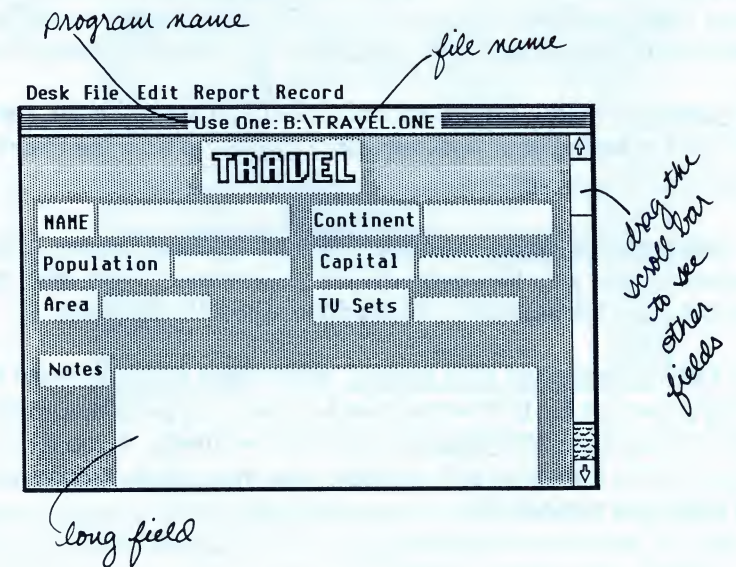 program name
file name
Desk File Edit Report Record
Use One: B:\TRAVEL.ONE
TRAVEL
NAME
Continent
Population
Capital
Area
TV Sets
Notes
drag the
scroll bar
to see
other
fields
long field